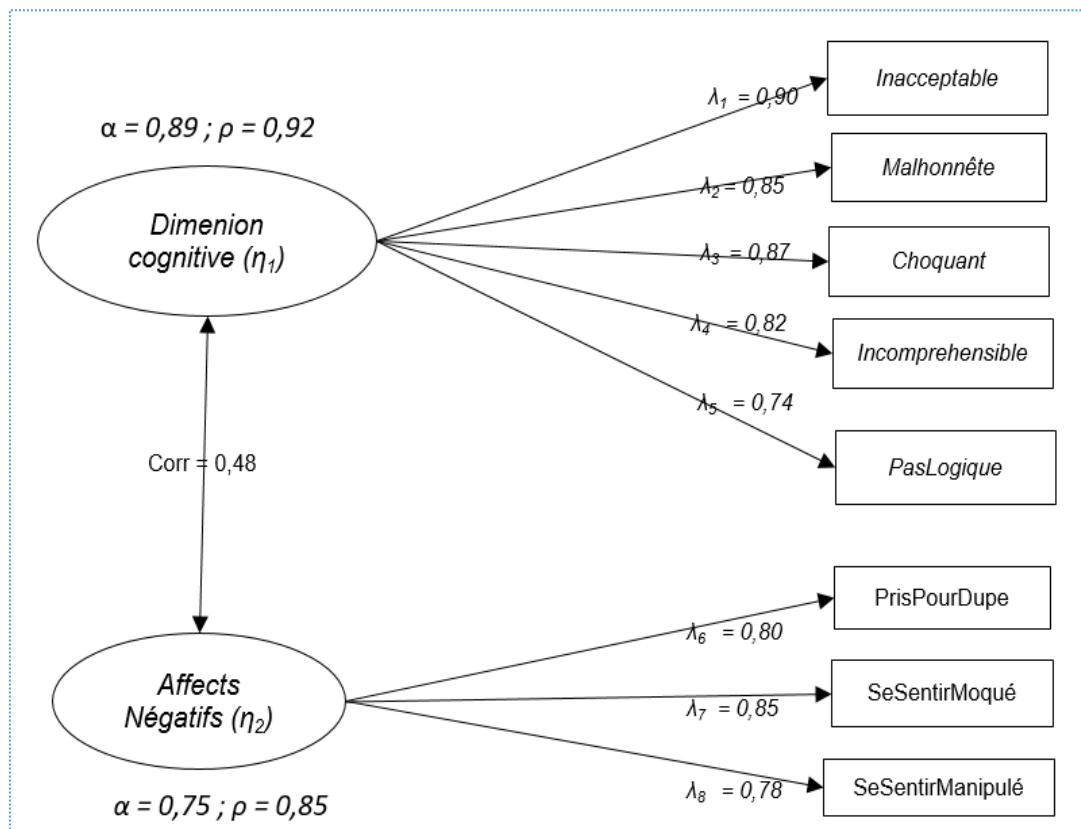 Inacceptable
λ1 = 0,90
α = 0,89 ; ρ = 0,92
Malhonnête
λ2 = 0,85
Dimenion
cognitive (η1)
Choquant
λ3 = 0,87
λ4 = 0,82
Incomprehensible
λ5 = 0,74
PasLogique
Corr = 0,48
PrisPourDupe
λ6 = 0,80
Affects
Négatifs (η2)
SeSentirMoqué
λ7 = 0,85
λ8 = 0,78
SeSentirManipulé
α = 0,75 ; ρ = 0,85